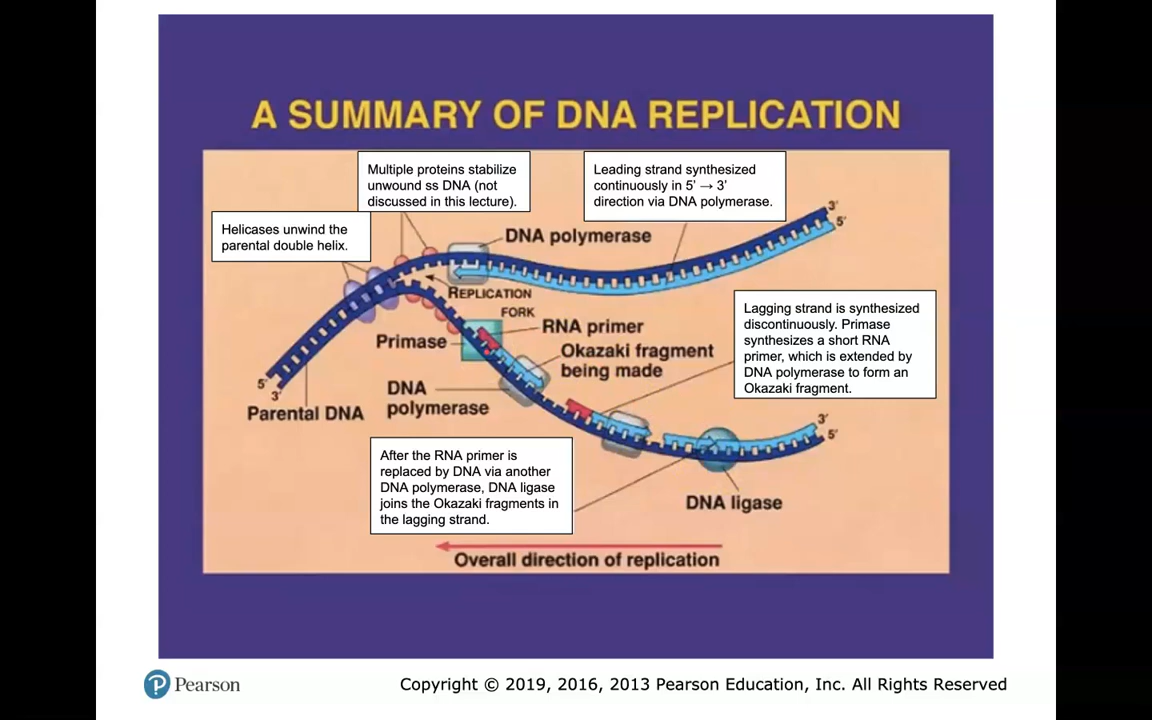 A SUMMARY OF DNA REPLICATION
Multiple proteins stabilize
unwound ss DNA (not
discussed in this lecture).
Leading strand synthesized
continuously in 5’ → 3’
direction via DNA polymerase.
Helicases unwind the
parental double helix.
3'
5'
DNA polymerase
REPLICATION
FORK
Lagging strand is synthesized
discontinuously. Primase
synthesizes a short RNA
primer, which is extended by
DNA polymerase to form an
Okazaki fragment.
RNA primer
Primase
Okazaki fragment
being made
5'
3'
Parental DNA
DNA
polymerase
3'
5'
After the RNA primer is
replaced by DNA via another
DNA polymerase, DNA ligase
joins the Okazaki fragments in
the lagging strand.
DNA ligase
Overall direction of replication
P Pearson
Copyright © 2019, 2016, 2013 Pearson Education, Inc. All Rights Reserved